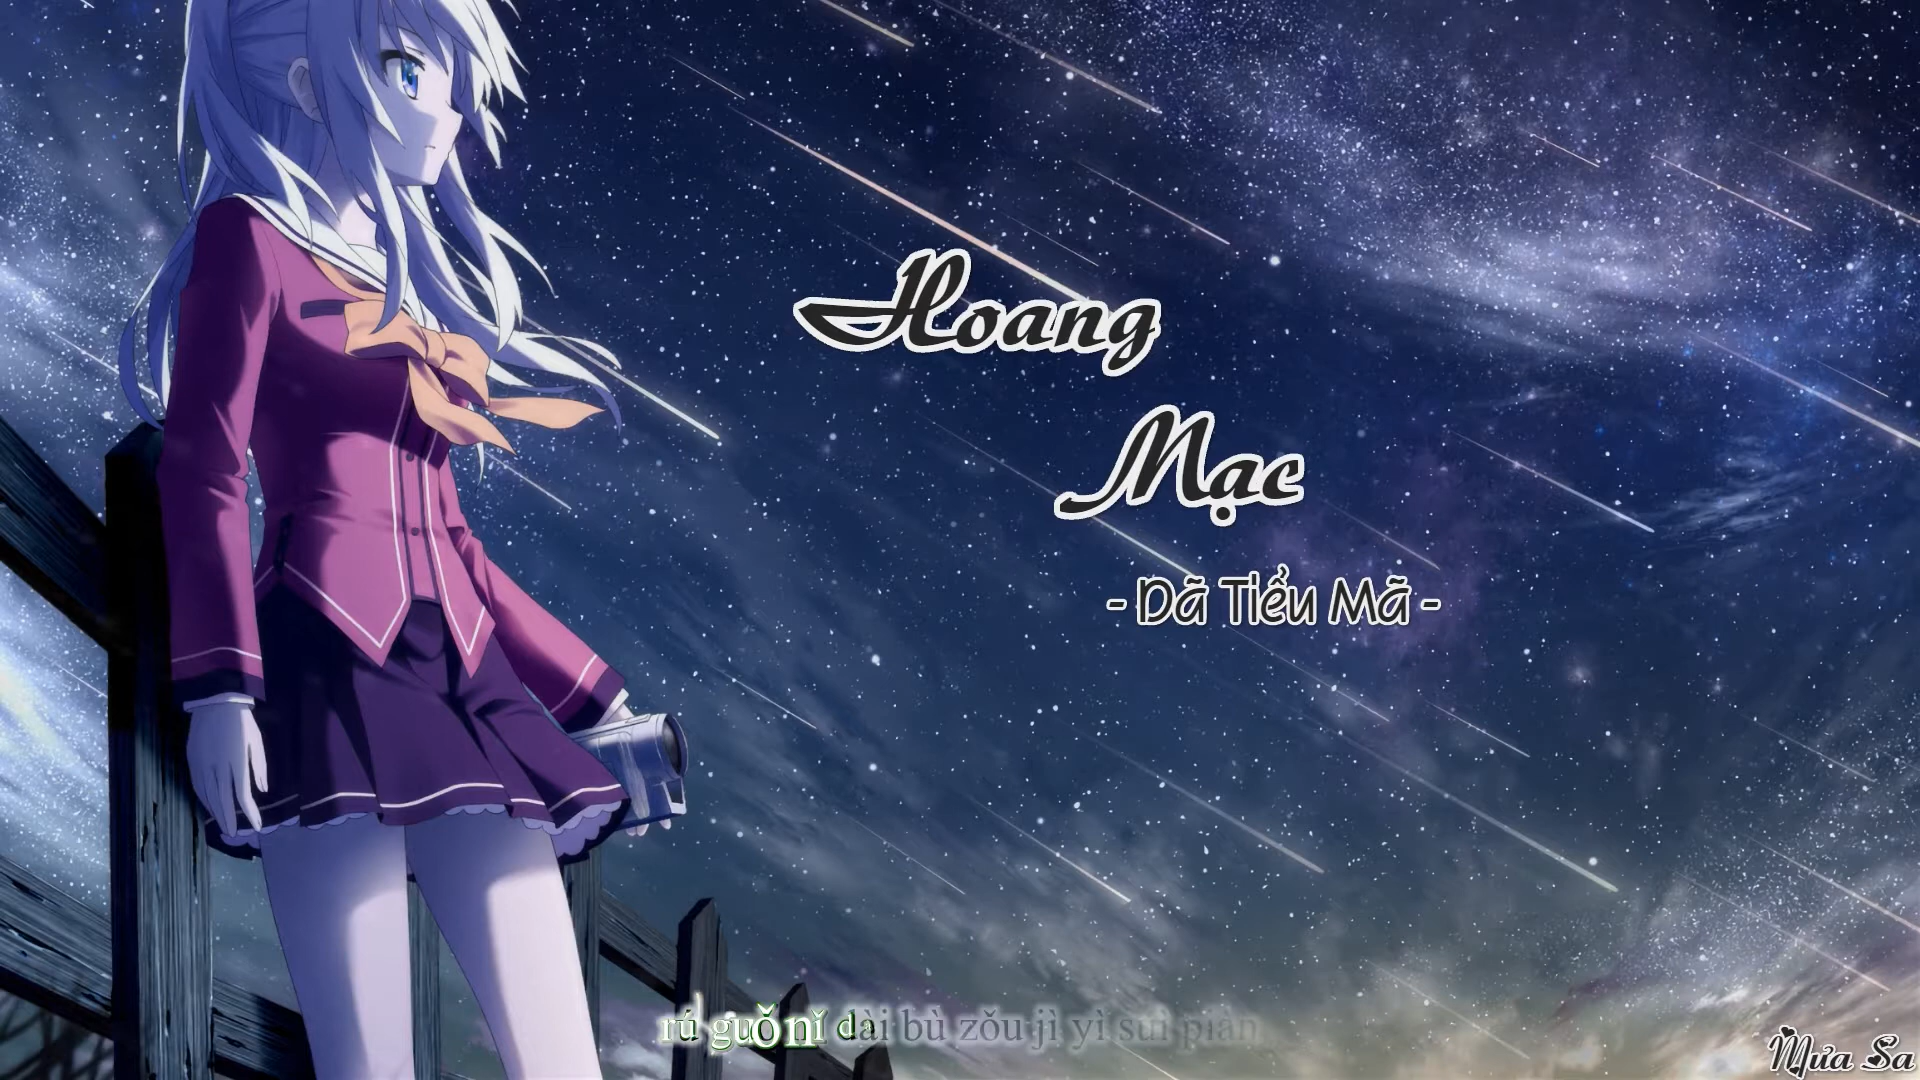 Hoang
Mạc
- Dã Tiểu Mã -
rú guǒ nǐ dài bù zǒu jì yì suì piàn
Mưa Sa